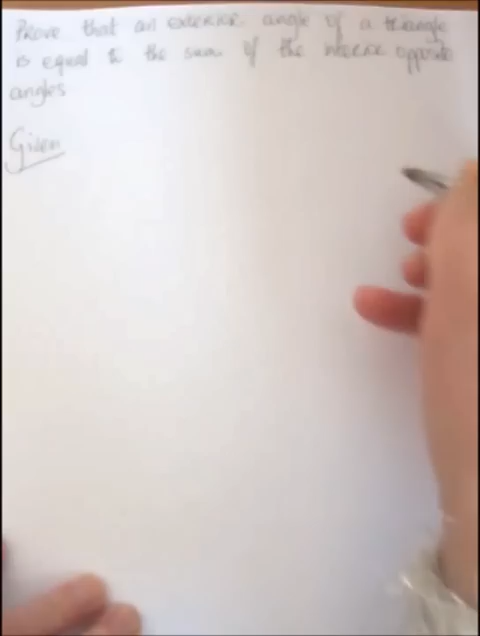 Prove that an exterior angle of a triangle
is equal to the sum of the interior opposite
angles
Given